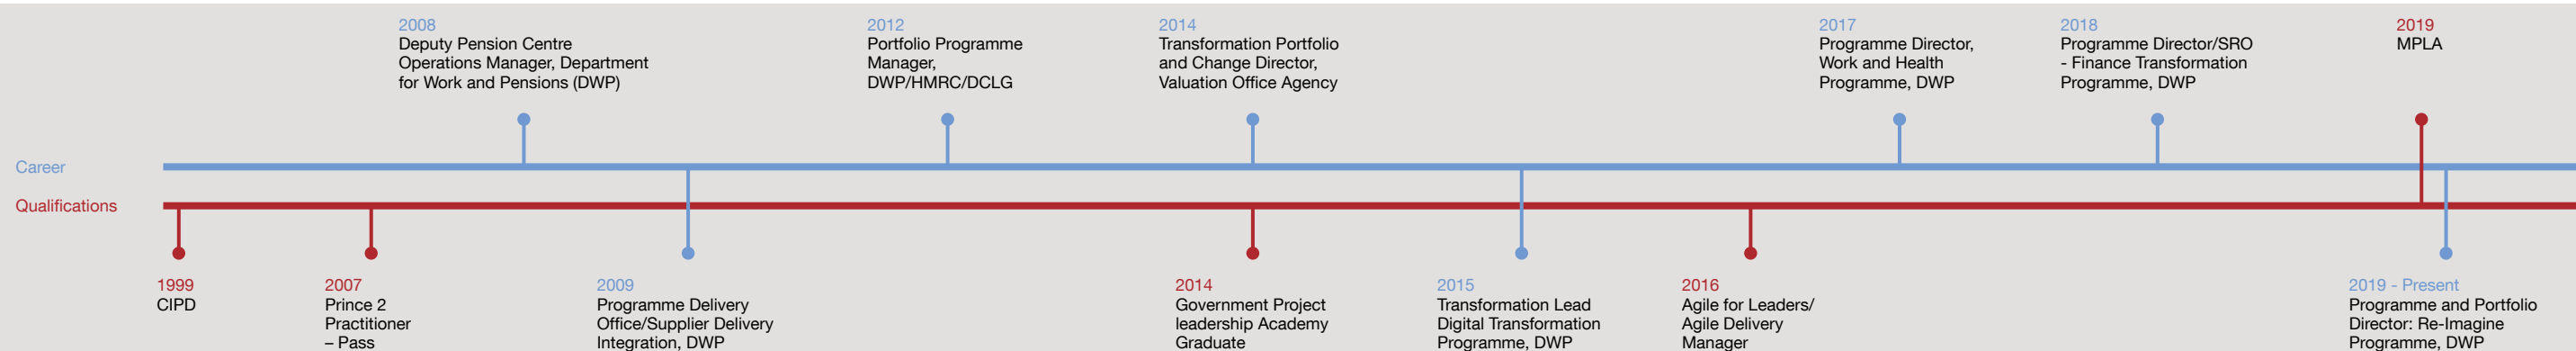 2008
Deputy Pension Centre
Operations Manager, Department
for Work and Pensions (DWP)
2012
Portfolio Programme
Manager,
DWP/HMRC/DCLG
2014
Transformation Portfolio
and Change Director,
Valuation Office Agency
2017
Programme Director,
Work and Health
Programme, DWP
2018
Programme Director/SRO
- Finance Transformation
Programme, DWP
2019
MPLA
Career
Qualifications
1999
CIPD
2007
Prince 2
Practitioner
– Pass
2009
Programme Delivery
Office/Supplier Delivery
Integration, DWP
2014
Government Project
leadership Academy
Graduate
2015
Transformation Lead
Digital Transformation
Programme, DWP
2016
Agile for Leaders/
Agile Delivery
Manager
2019 - Present
Programme and Portfolio
Director: Re-Imagine
Programme, DWP